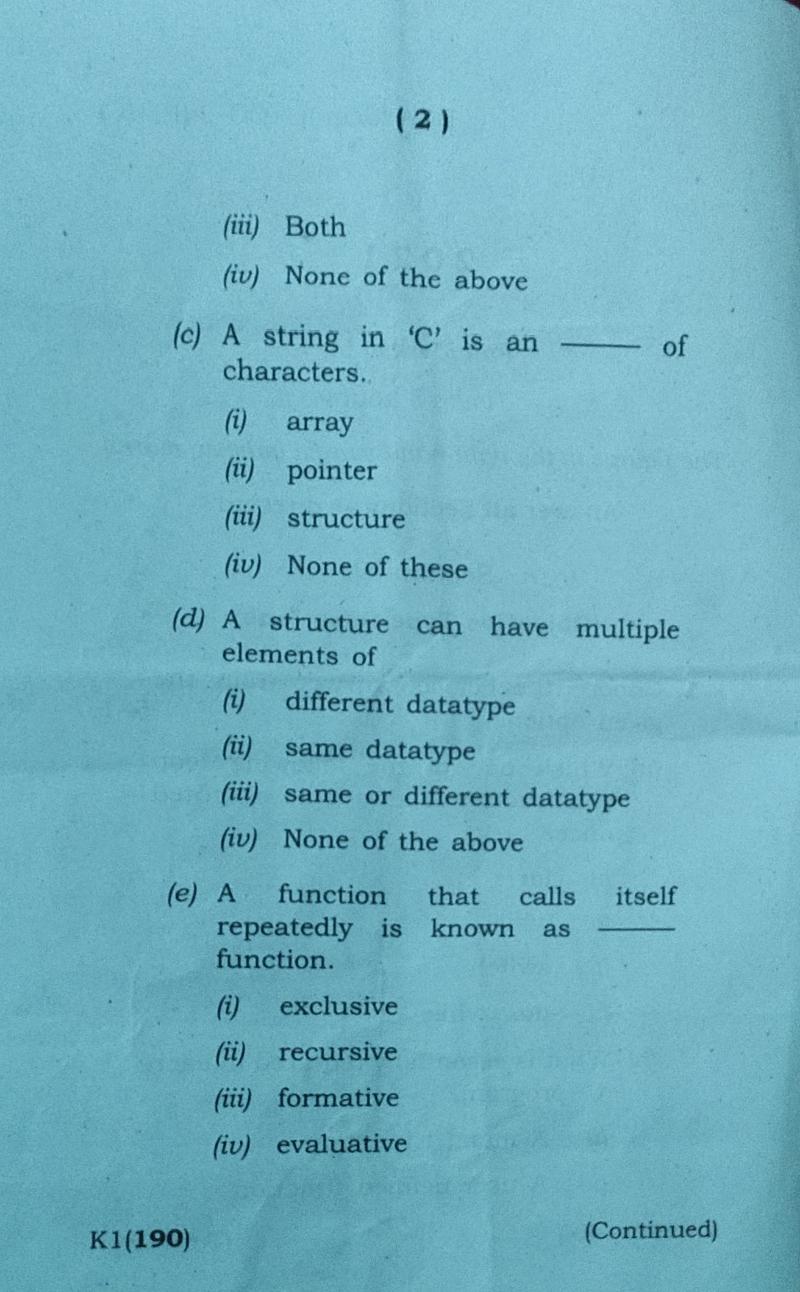 ( 2 )
(iii) Both
(iv) None of the above
(c) A string in ‘C’ is an ——— of
characters.
(i) array
(ii) pointer
(iii) structure
(iv) None of these
(d) A structure can have multiple
elements of
(i) different datatype
(ii) same datatype
(iii) same or different datatype
(iv) None of the above
(e) A function that calls itself
repeatedly is known as ———
function.
(i) exclusive
(ii) recursive
(iii) formative
(iv) evaluative
K1(190)
(Continued)